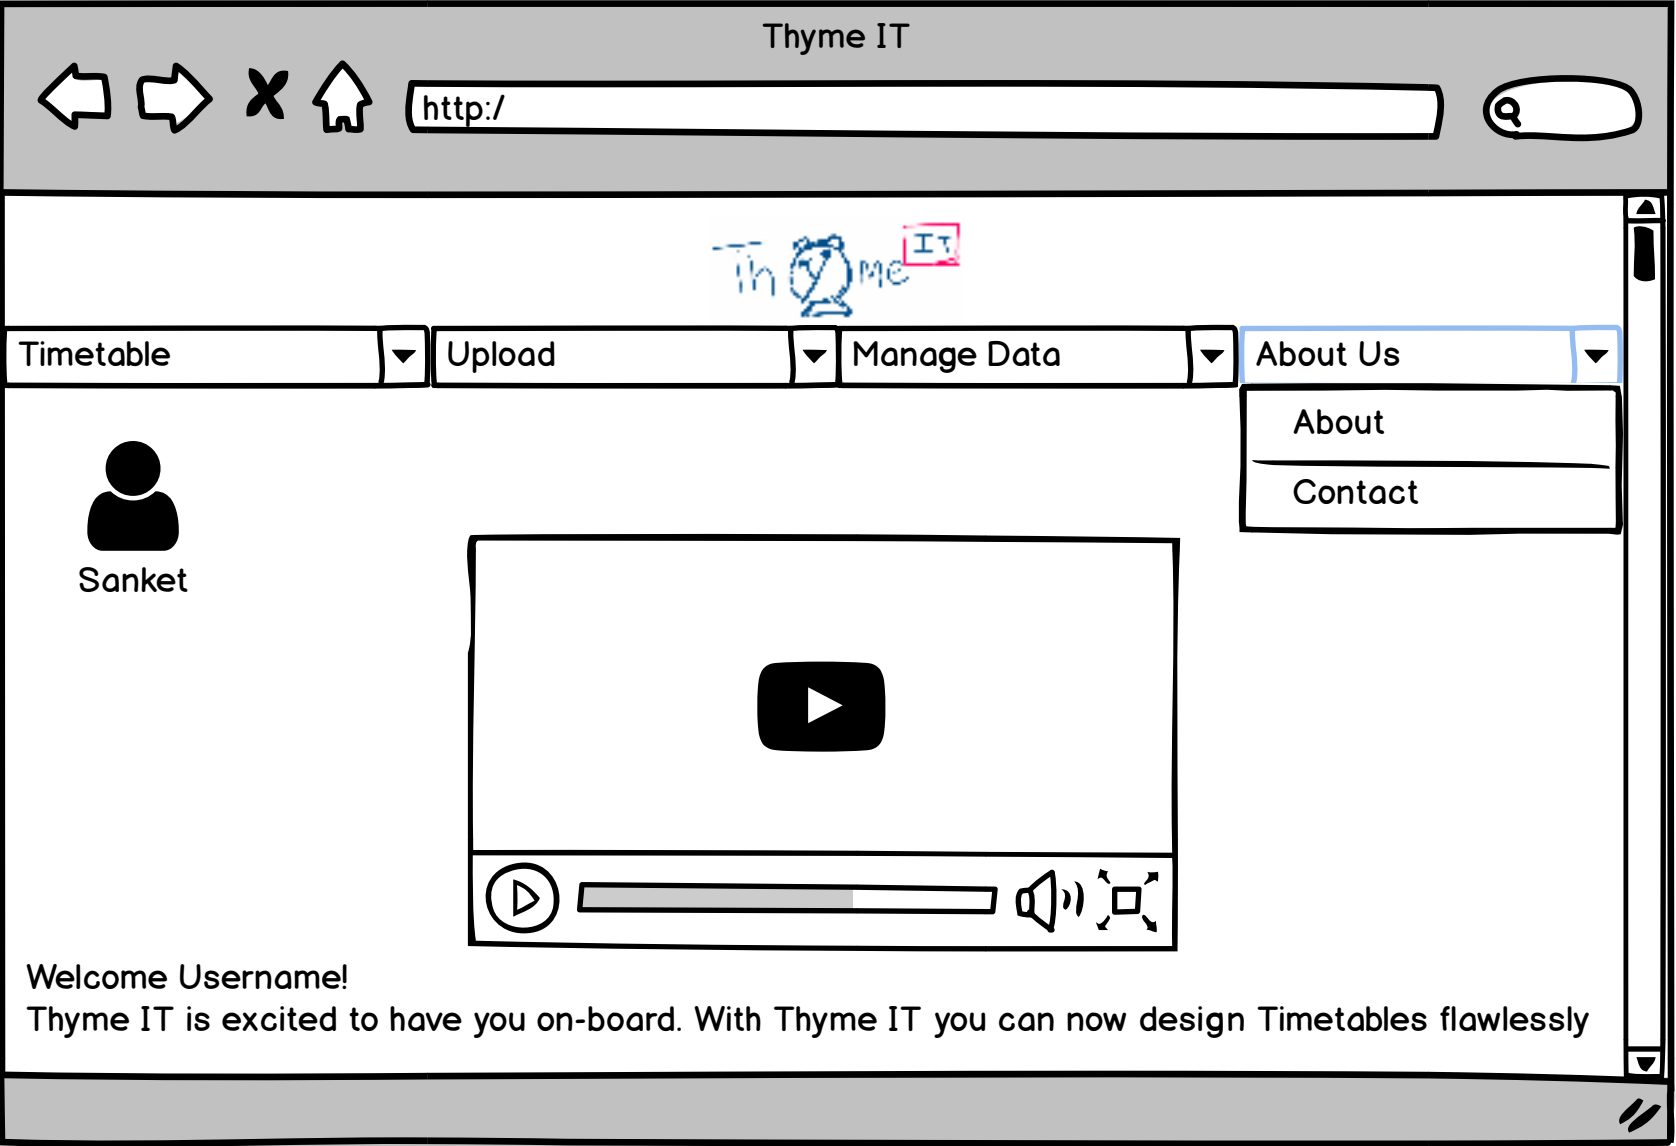 Thyme IT
http:/
Thyme IT
Timetable
Upload
Manage Data
About Us
About
Contact
Sanket
Welcome Username!
Thyme IT is excited to have you on-board. With Thyme IT you can now design Timetables flawlessly